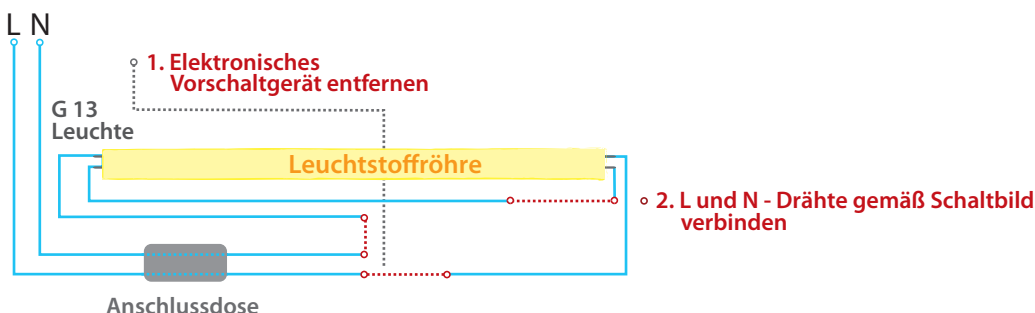 L N
1. Elektronisches
Vorschaltgerät entfernen
G 13
Leuchte
Leuchtstoffröhre
2. L und N - Drähte gemäß Schaltbild
verbinden
Anschlussdose